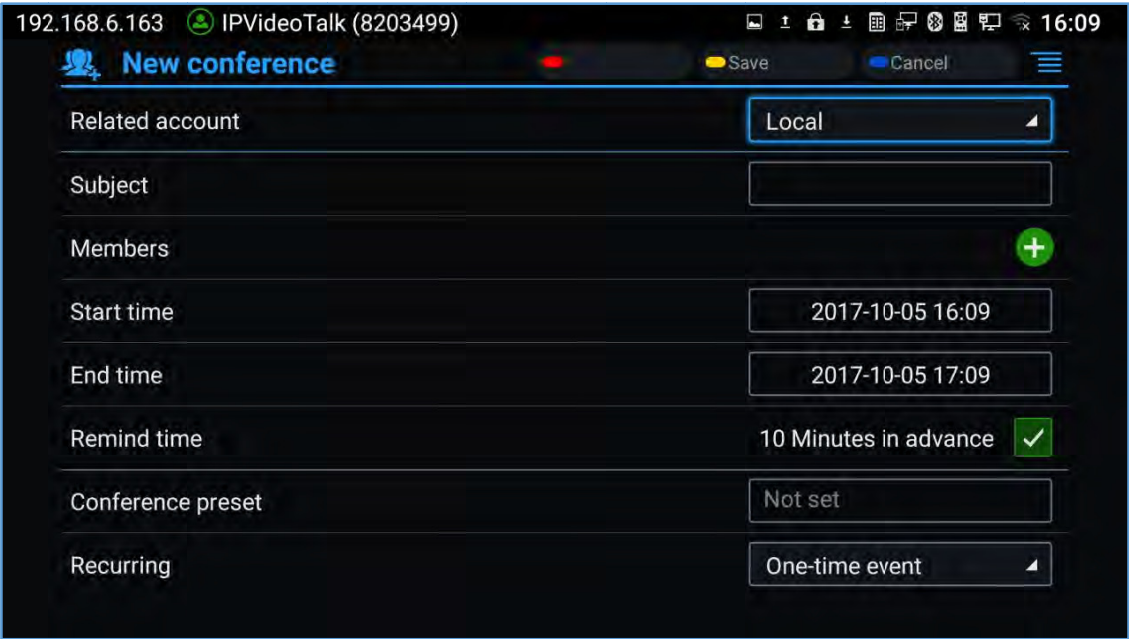 192.168.6.163 IPVideoTalk (8203499) 16:09
New conference Save Cancel
Related account Local
Subject
Members
Start time 2017-10-05 16:09
End time 2017-10-05 17:09
Remind time 10 Minutes in advance
Conference preset Not set
Recurring One-time event